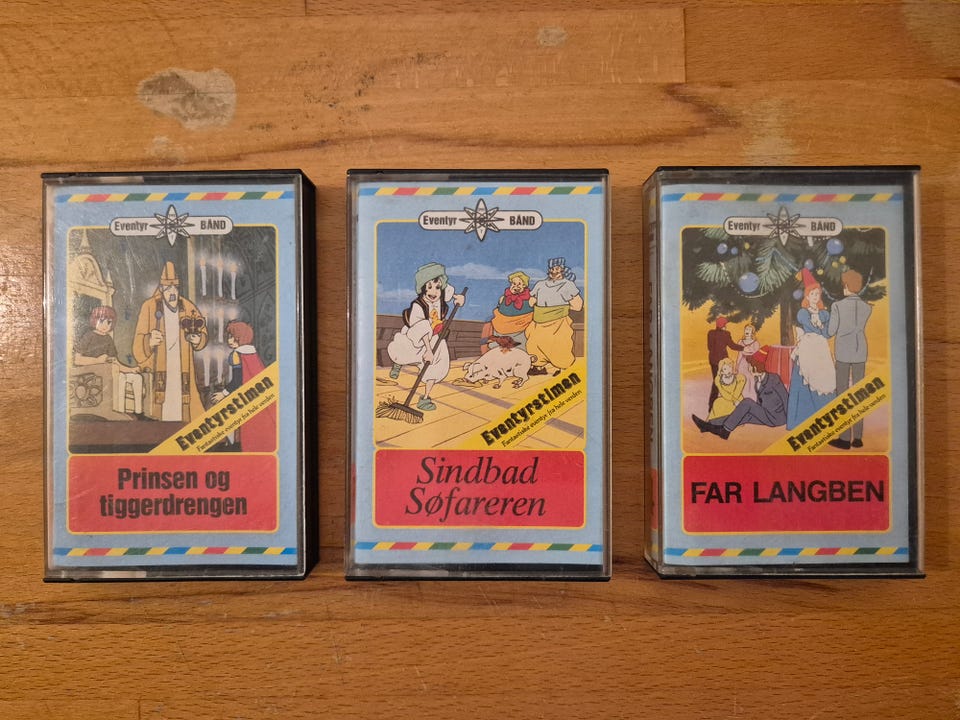 Eventyr BÅND
Eventyrstimen
Fantastiske eventyr fra hele verden
Prinsen og
tiggerdrengen
Eventyr BÅND
Eventyrstimen
Fantastiske eventyr fra hele verden
Sindbad
Søfareren
Eventyr BÅND
Eventyrstimen
Fantastiske eventyr fra hele verden
FAR LANGBEN